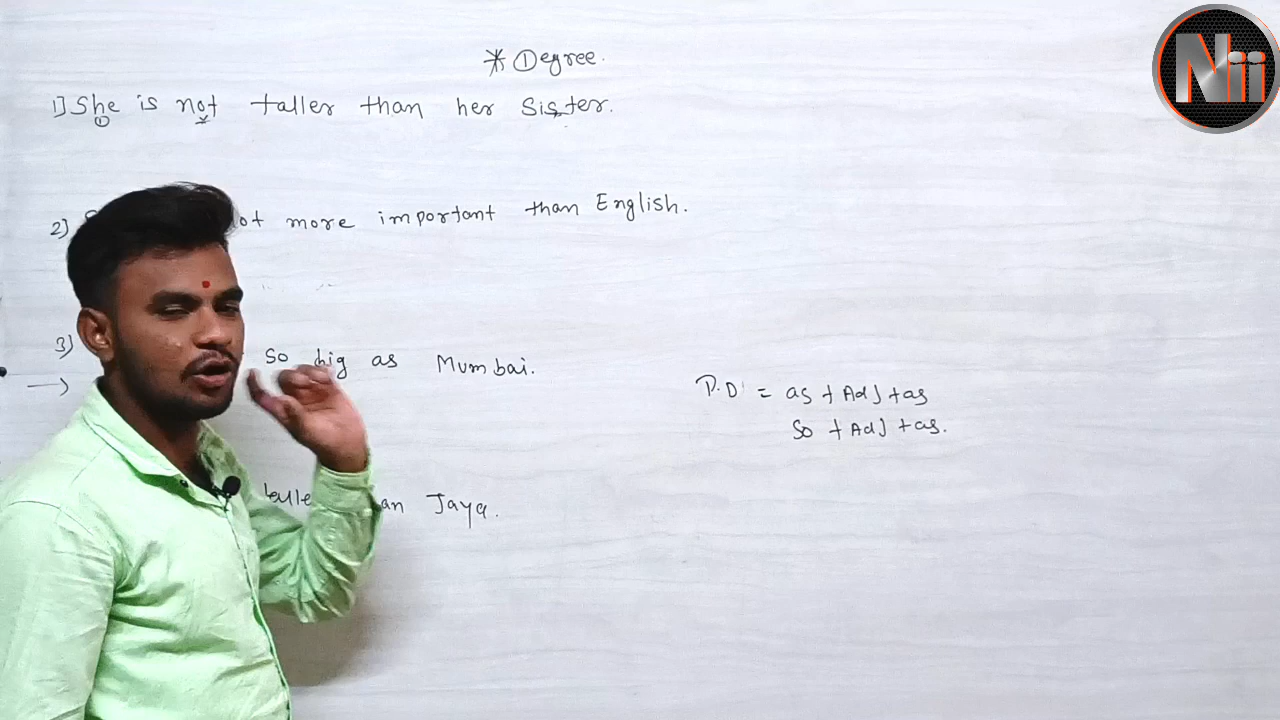 * Degree.
1) She is not taller than her Sister.
1
2) more important than English.
3) So big as Mumbai.
→
P.D. = as + Adj + as
So + Adj + as.
Jaya.
Nii